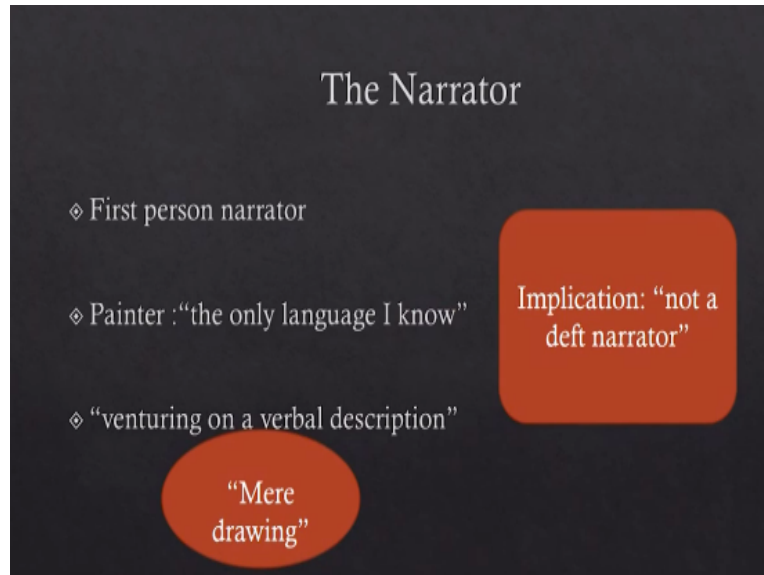 The Narrator
First person narrator
Painter :“the only language I know”
“venturing on a verbal description”
Implication: “not a
deft narrator”
“Mere
drawing”